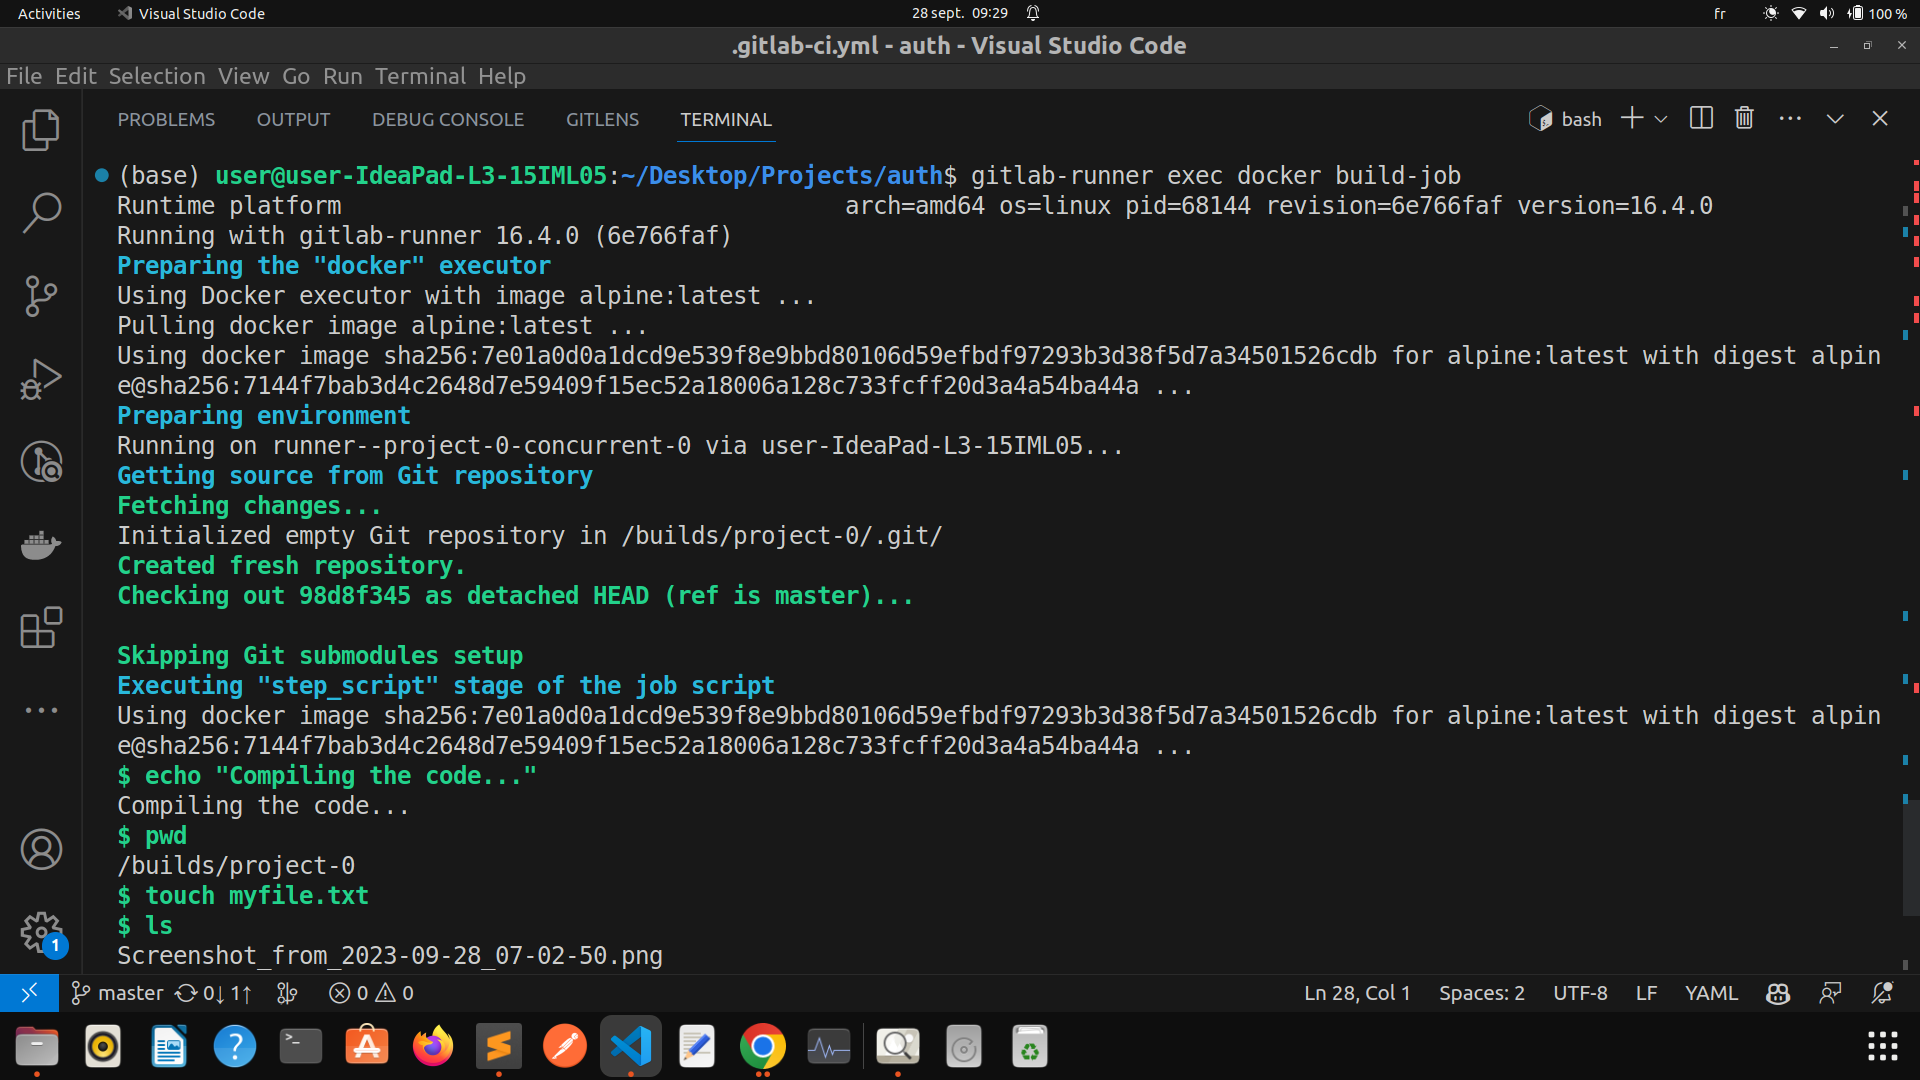 Activities Visual Studio Code 28 sept. 09:29 fr 100 %
.gitlab-ci.yml - auth - Visual Studio Code
File Edit Selection View Go Run Terminal Help
PROBLEMS OUTPUT DEBUG CONSOLE GITLENS TERMINAL bash
(base) user@user-IdeaPad-L3-15IML05:~/Desktop/Projects/auth$ gitlab-runner exec docker build-job
Runtime platform arch=amd64 os=linux pid=68144 revision=6e766faf version=16.4.0
Running with gitlab-runner 16.4.0 (6e766faf)
Preparing the "docker" executor
Using Docker executor with image alpine:latest ...
Pulling docker image alpine:latest ...
Using docker image sha256:7e01a0d0a1dcd9e539f8e9bbd80106d59efbdf97293b3d38f5d7a34501526cdb for alpine:latest with digest alpin
e@sha256:7144f7bab3d4c2648d7e59409f15ec52a18006a128c733fcff20d3a4a54ba44a ...
Preparing environment
Running on runner--project-0-concurrent-0 via user-IdeaPad-L3-15IML05...
Getting source from Git repository
Fetching changes...
Initialized empty Git repository in /builds/project-0/.git/
Created fresh repository.
Checking out 98d8f345 as detached HEAD (ref is master)...
Skipping Git submodules setup
Executing "step_script" stage of the job script
Using docker image sha256:7e01a0d0a1dcd9e539f8e9bbd80106d59efbdf97293b3d38f5d7a34501526cdb for alpine:latest with digest alpin
e@sha256:7144f7bab3d4c2648d7e59409f15ec52a18006a128c733fcff20d3a4a54ba44a ...
$ echo "Compiling the code..."
Compiling the code...
$ pwd
/builds/project-0
$ touch myfile.txt
$ ls
Screenshot_from_2023-09-28_07-02-50.png
1
master 0↓ 1↑ 0 0 Ln 28, Col 1 Spaces: 2 UTF-8 LF YAML